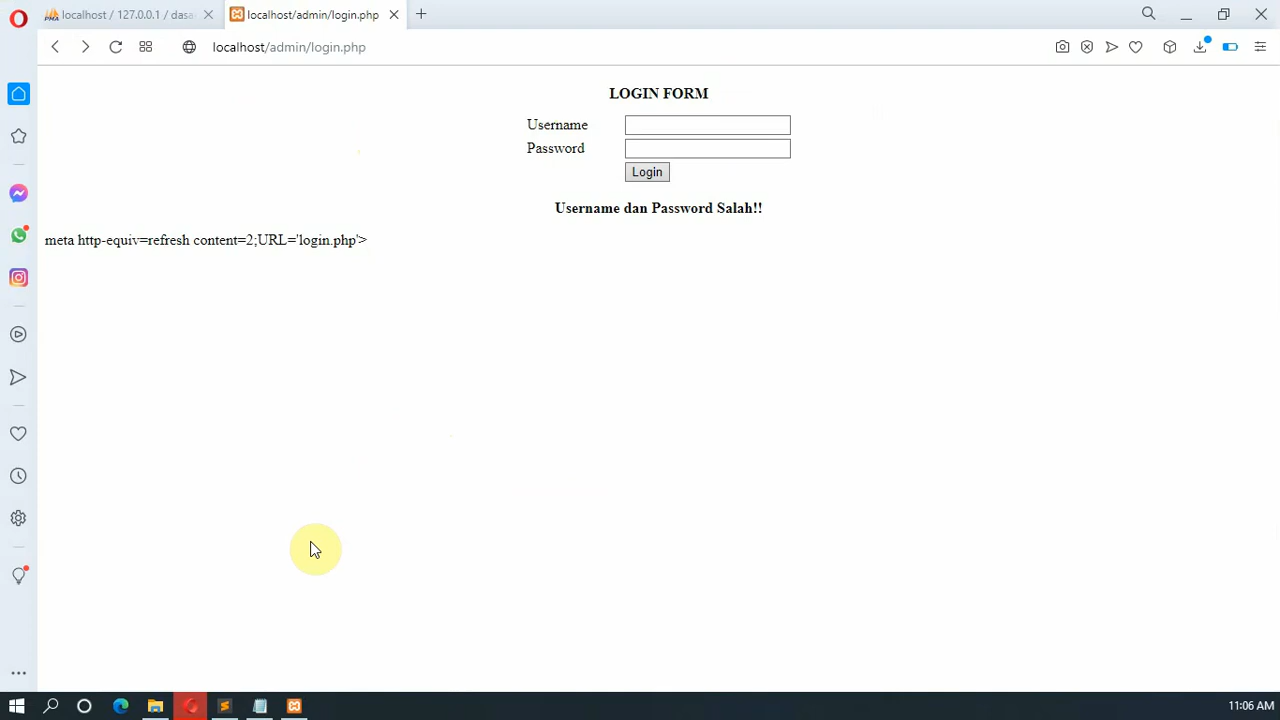 localhost / 127.0.0.1 / dasa
localhost/admin/login.php
localhost/admin/login.php
LOGIN FORM
Username
Password
Login
Username dan Password Salah!!
meta http-equiv=refresh content=2;URL='login.php'>
11:06 AM